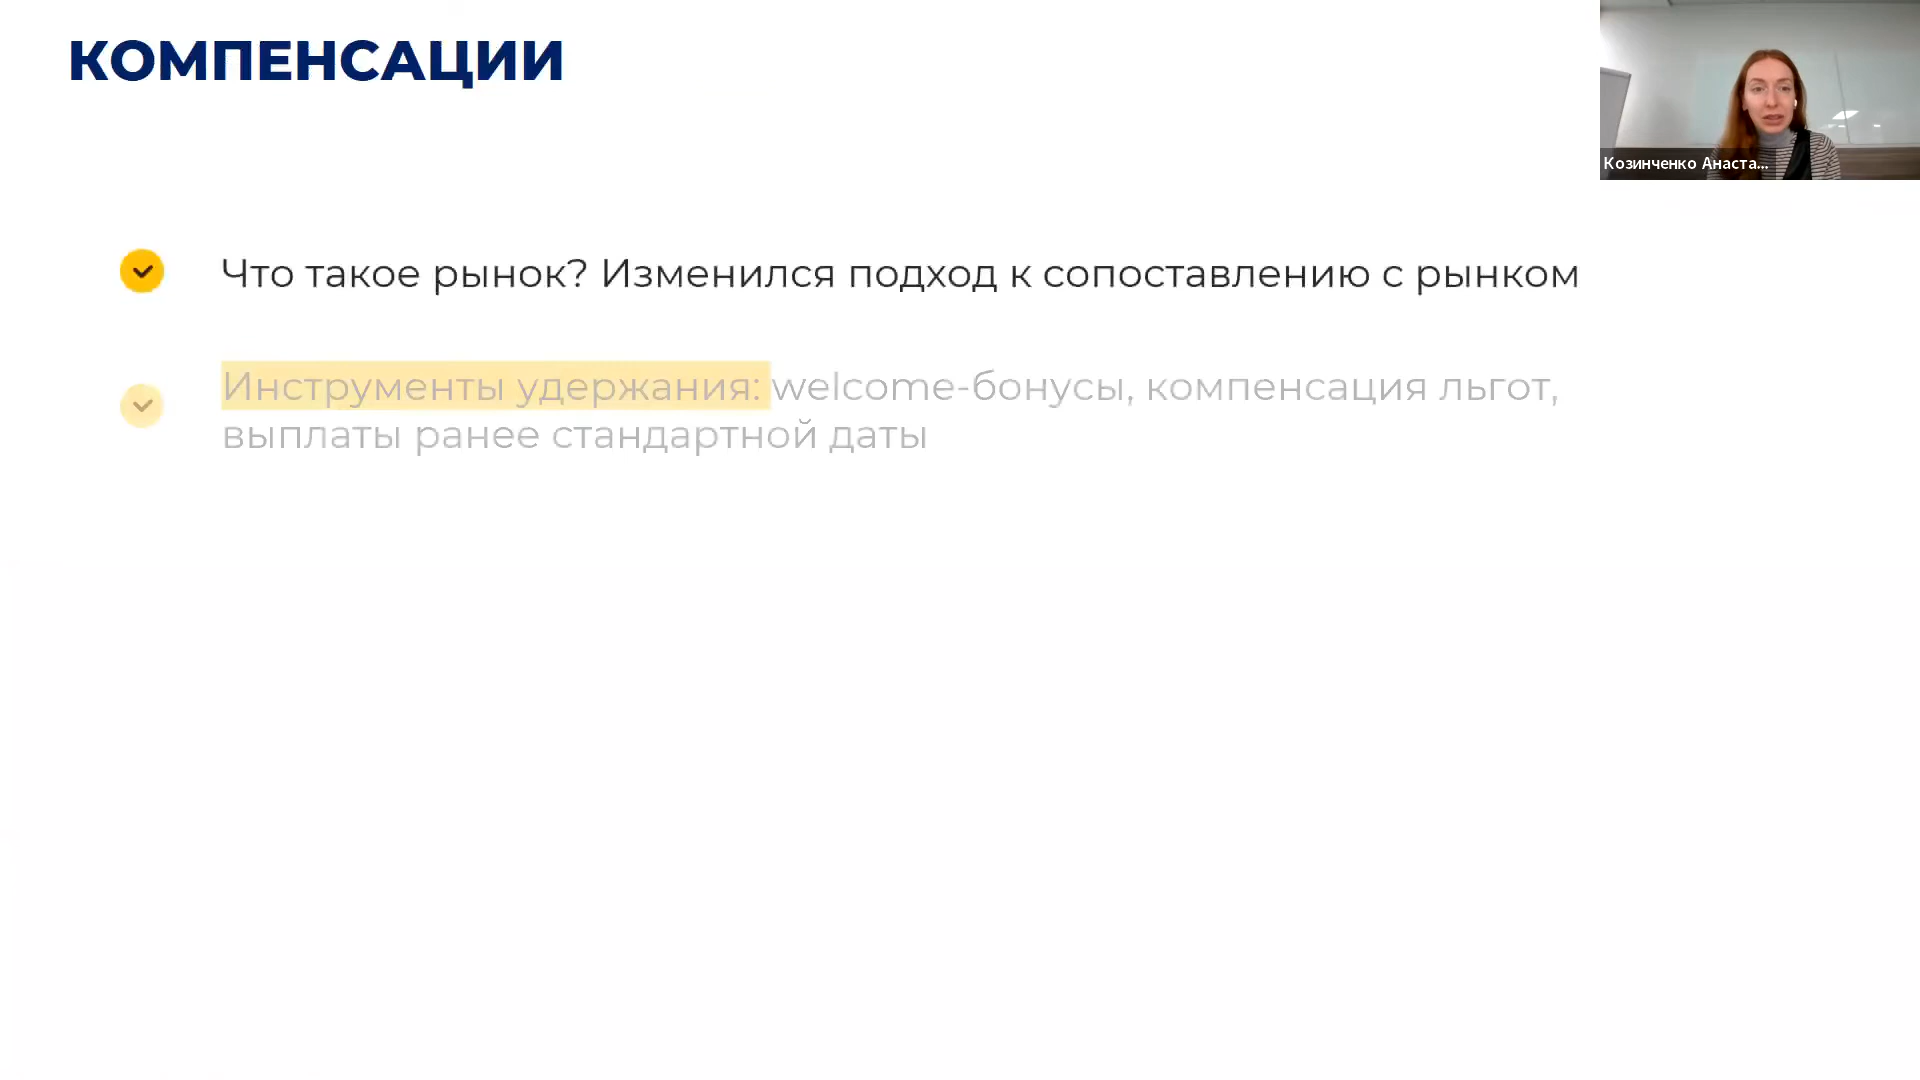 КОМПЕНСАЦИИ
Козинченко Анаста...
Что такое рынок? Изменился подход к сопоставлению с рынком
Инструменты удержания: welcome-бонусы, компенсация льгот,
выплаты ранее стандартной даты